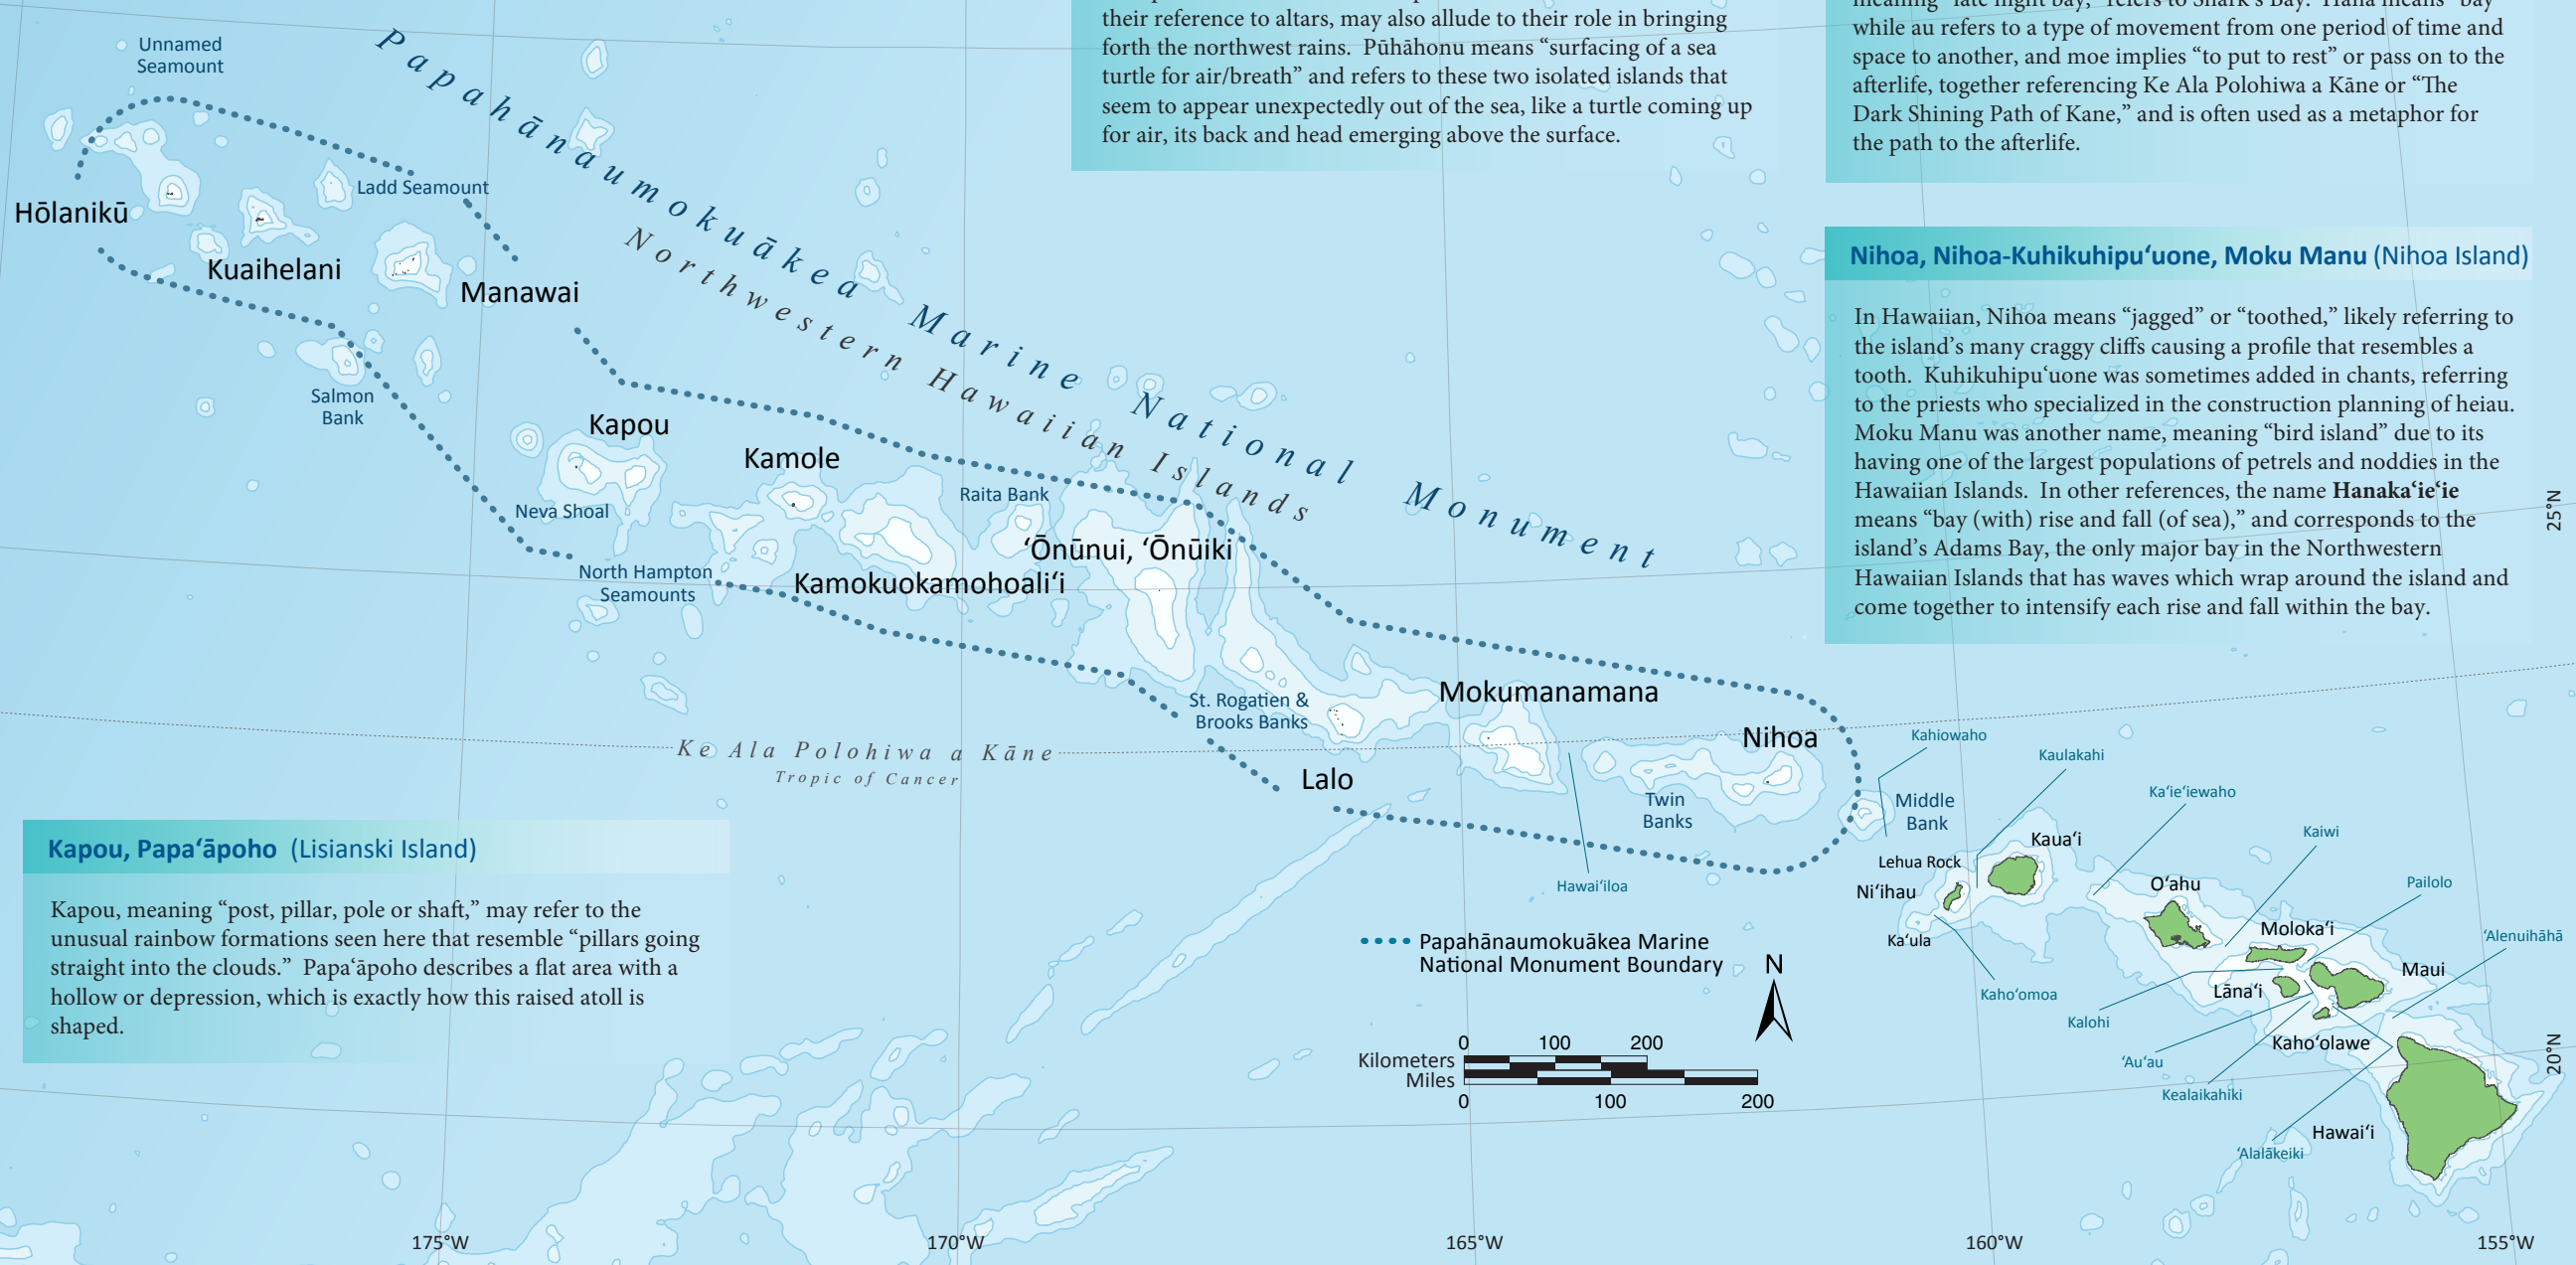 their reference to altars, may also allude to their role in bringing
forth the northwest rains.  Pūhāhonu means “surfacing of a sea
turtle for air/breath” and refers to these two isolated islands that
seem to appear unexpectedly out of the sea, like a turtle coming up
for air, its back and head emerging above the surface.
meaning “late night bay,” refers to Shark’s Bay.  Hana means “bay”
while au refers to a type of movement from one period of time and
space to another, and moe implies “to put to rest” or pass on to the
afterlife, together referencing Ke Ala Polohiwa a Kāne or “The
Dark Shining Path of Kane,” and is often used as a metaphor for
the path to the afterlife.
Unnamed
Seamount
Papahānaumokuākea Marine National Monument
Northwestern Hawaiian Islands
Ladd Seamount
Hōlanikū
Kuaihelani
Manawai
Salmon
Bank
Kapou
Kamole
Neva Shoal
Raita Bank
ʻŌnūnui, ʻŌnūiki
North Hampton
Seamounts
Kamokuokamohoaliʻi
St. Rogatien &
Brooks Banks
Mokumanamana
Nihoa
Ke Ala Polohiwa a Kāne
Tropic of Cancer
Lalo
Twin
Banks
Hawaiʻiloa
Nihoa, Nihoa-Kuhikuhipuʻuone, Moku Manu (Nihoa Island)
In Hawaiian, Nihoa means “jagged” or “toothed,” likely referring to
the island’s many craggy cliffs causing a profile that resembles a
tooth.  Kuhikuhipuʻuone was sometimes added in chants, referring
to the priests who specialized in the construction planning of heiau.
Moku Manu was another name, meaning “bird island” due to its
having one of the largest populations of petrels and noddies in the
Hawaiian Islands.  In other references, the name Hanakaʻieʻie
means “bay (with) rise and fall (of sea),” and corresponds to the
island’s Adams Bay, the only major bay in the Northwestern
Hawaiian Islands that has waves which wrap around the island and
come together to intensify each rise and fall within the bay.
25°N
Kahiowaho
Kaulakahi
Kaʻieʻiewaho
Middle
Bank
Kaiwi
Kauaʻi
Lehua Rock
Niʻihau
Oʻahu
Pailolo
Kaʻula
Molokaʻi
ʻAlenuihāhā
Maui
Kahoʻomoa
Lānaʻi
Kalohi
Kahoʻolawe
ʻAuʻau
20°N
Kealaikahiki
Hawaiʻi
ʻAlalākeiki
Kapou, Papaʻāpoho  (Lisianski Island)
Kapou, meaning “post, pillar, pole or shaft,” may refer to the
unusual rainbow formations seen here that resemble “pillars going
straight into the clouds.”  Papaʻāpoho describes a flat area with a
hollow or depression, which is exactly how this raised atoll is
shaped.
Papahānaumokuākea Marine
National Monument Boundary
N
0 100 200
Kilometers
Miles
0 100 200
175°W 170°W 165°W 160°W 155°W